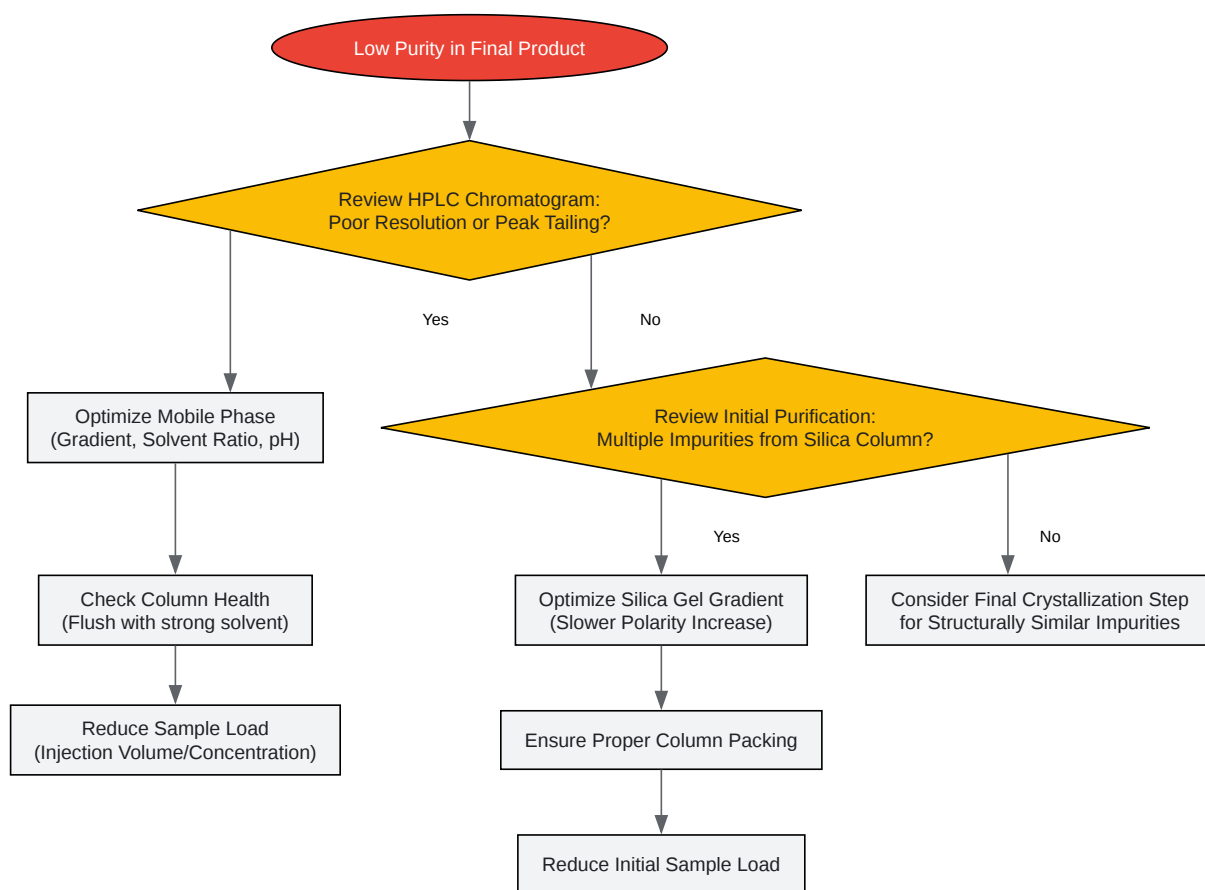 Low Purity in Final Product
Review HPLC Chromatogram:
Poor Resolution or Peak Tailing?
Yes
No
Optimize Mobile Phase
(Gradient, Solvent Ratio, pH)
Review Initial Purification:
Multiple Impurities from Silica Column?
Yes
No
Check Column Health
(Flush with strong solvent)
Optimize Silica Gel Gradient
(Slower Polarity Increase)
Consider Final Crystallization Step
for Structurally Similar Impurities
Reduce Sample Load
(Injection Volume/Concentration)
Ensure Proper Column Packing
Reduce Initial Sample Load